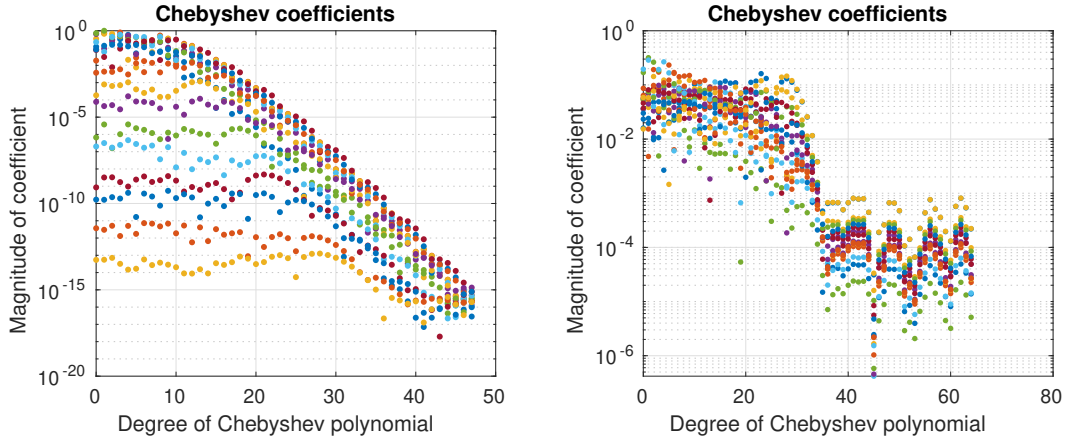 Chebyshev coefficients
Magnitude of coefficient
10^0
10^-5
10^-10
10^-15
10^-20
0 10 20 30 40 50
Degree of Chebyshev polynomial
Chebyshev coefficients
Magnitude of coefficient
10^0
10^-2
10^-4
10^-6
0 20 40 60 80
Degree of Chebyshev polynomial